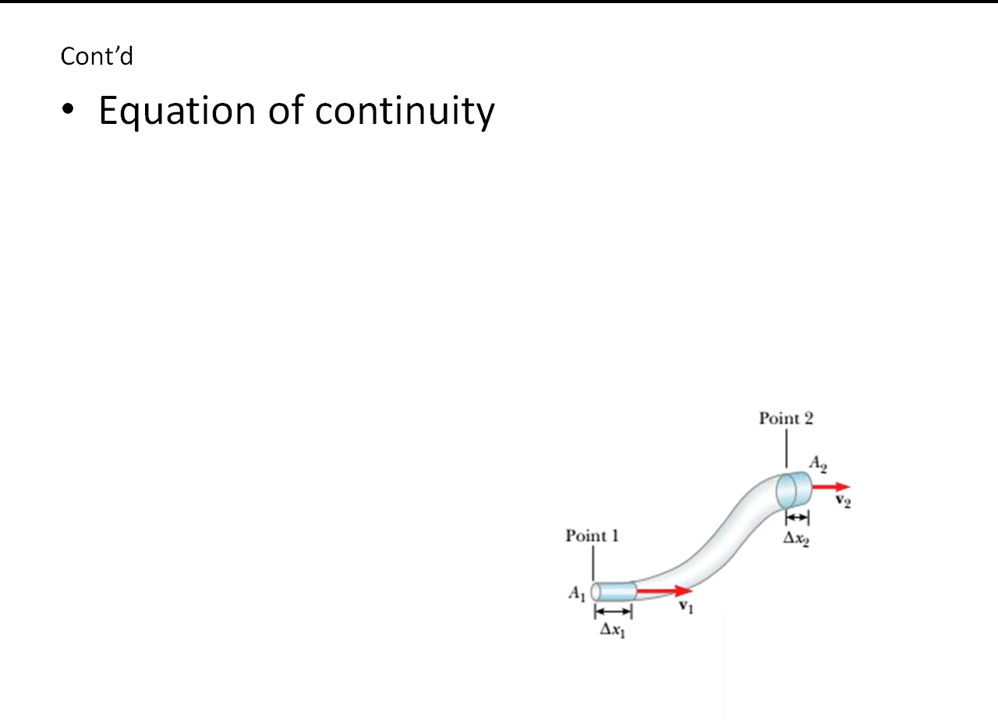 Cont’d
• Equation of continuity
Point 2
A₂
v₂
Δx₂
Point 1
A₁
v₁
Δx₁